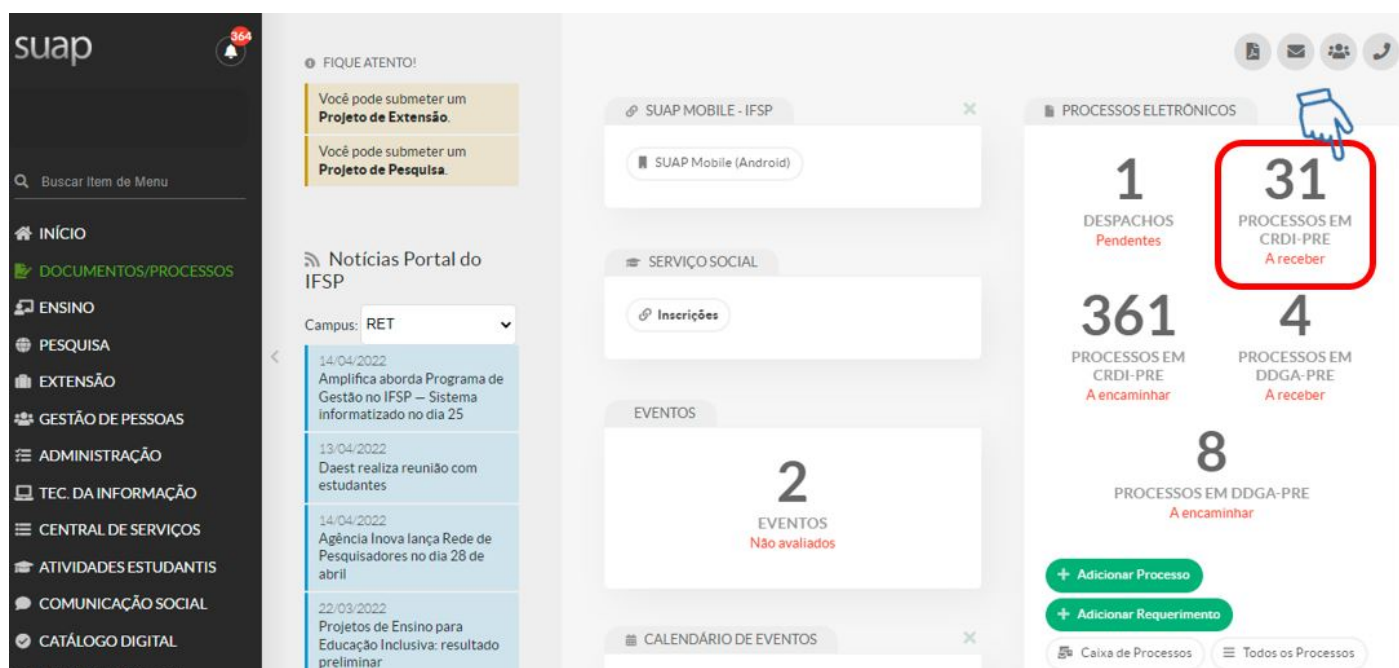 suap
364
Buscar Item de Menu
INÍCIO
DOCUMENTOS/PROCESSOS
ENSINO
PESQUISA
EXTENSÃO
GESTÃO DE PESSOAS
ADMINISTRAÇÃO
TEC. DA INFORMAÇÃO
CENTRAL DE SERVIÇOS
ATIVIDADES ESTUDANTIS
COMUNICAÇÃO SOCIAL
CATÁLOGO DIGITAL
FIQUE ATENTO!
Você pode submeter um
Projeto de Extensão.
Você pode submeter um
Projeto de Pesquisa.
Notícias Portal do
IFSP
Campus: RET
14/04/2022
Amplifica aborda Programa de
Gestão no IFSP — Sistema
informatizado no dia 25
13/04/2022
Daest realiza reunião com
estudantes
14/04/2022
Agência Inova lança Rede de
Pesquisadores no dia 28 de
abril
22/03/2022
Projetos de Ensino para
Educação Inclusiva: resultado
preliminar
SUAP MOBILE - IFSP
SUAP Mobile (Android)
SERVIÇO SOCIAL
Inscrições
EVENTOS
2
EVENTOS
Não avaliados
CALENDÁRIO DE EVENTOS
PROCESSOS ELETRÔNICOS
1
DESPACHOS
Pendentes
31
PROCESSOS EM
CRDI-PRE
A receber
361
PROCESSOS EM
CRDI-PRE
A encaminhar
4
PROCESSOS EM
DDGA-PRE
A receber
8
PROCESSOS EM DDGA-PRE
A encaminhar
+ Adicionar Processo
+ Adicionar Requerimento
Caixa de Processos
Todos os Processos